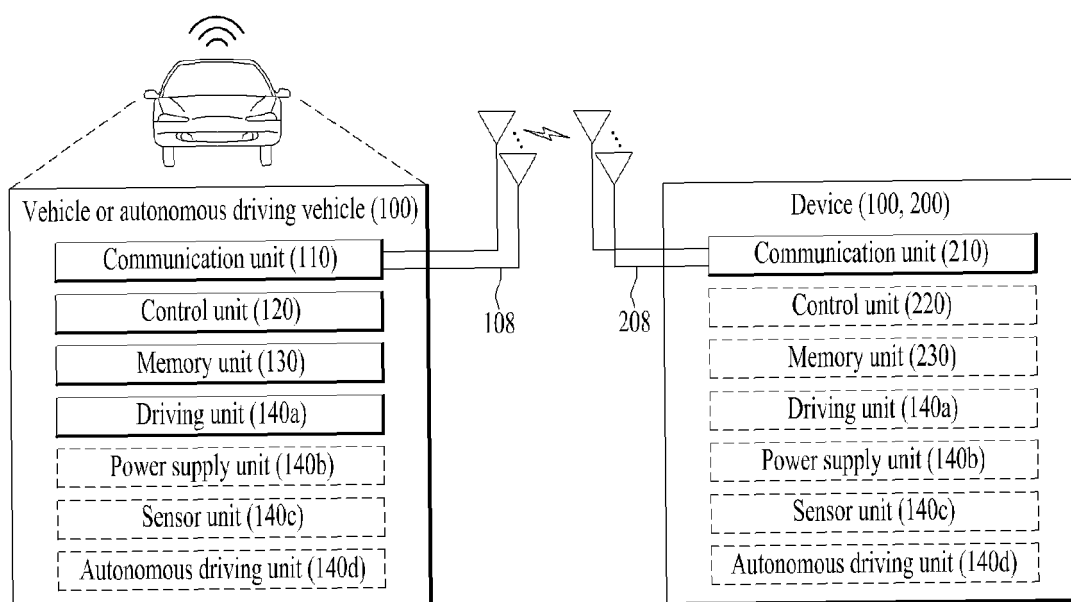 Vehicle or autonomous driving vehicle (100)
Communication unit (110)
Control unit (120)
Memory unit (130)
Driving unit (140a)
Power supply unit (140b)
Sensor unit (140c)
Autonomous driving unit (140d)
108
208
Device (100, 200)
Communication unit (210)
Control unit (220)
Memory unit (230)
Driving unit (140a)
Power supply unit (140b)
Sensor unit (140c)
Autonomous driving unit (140d)